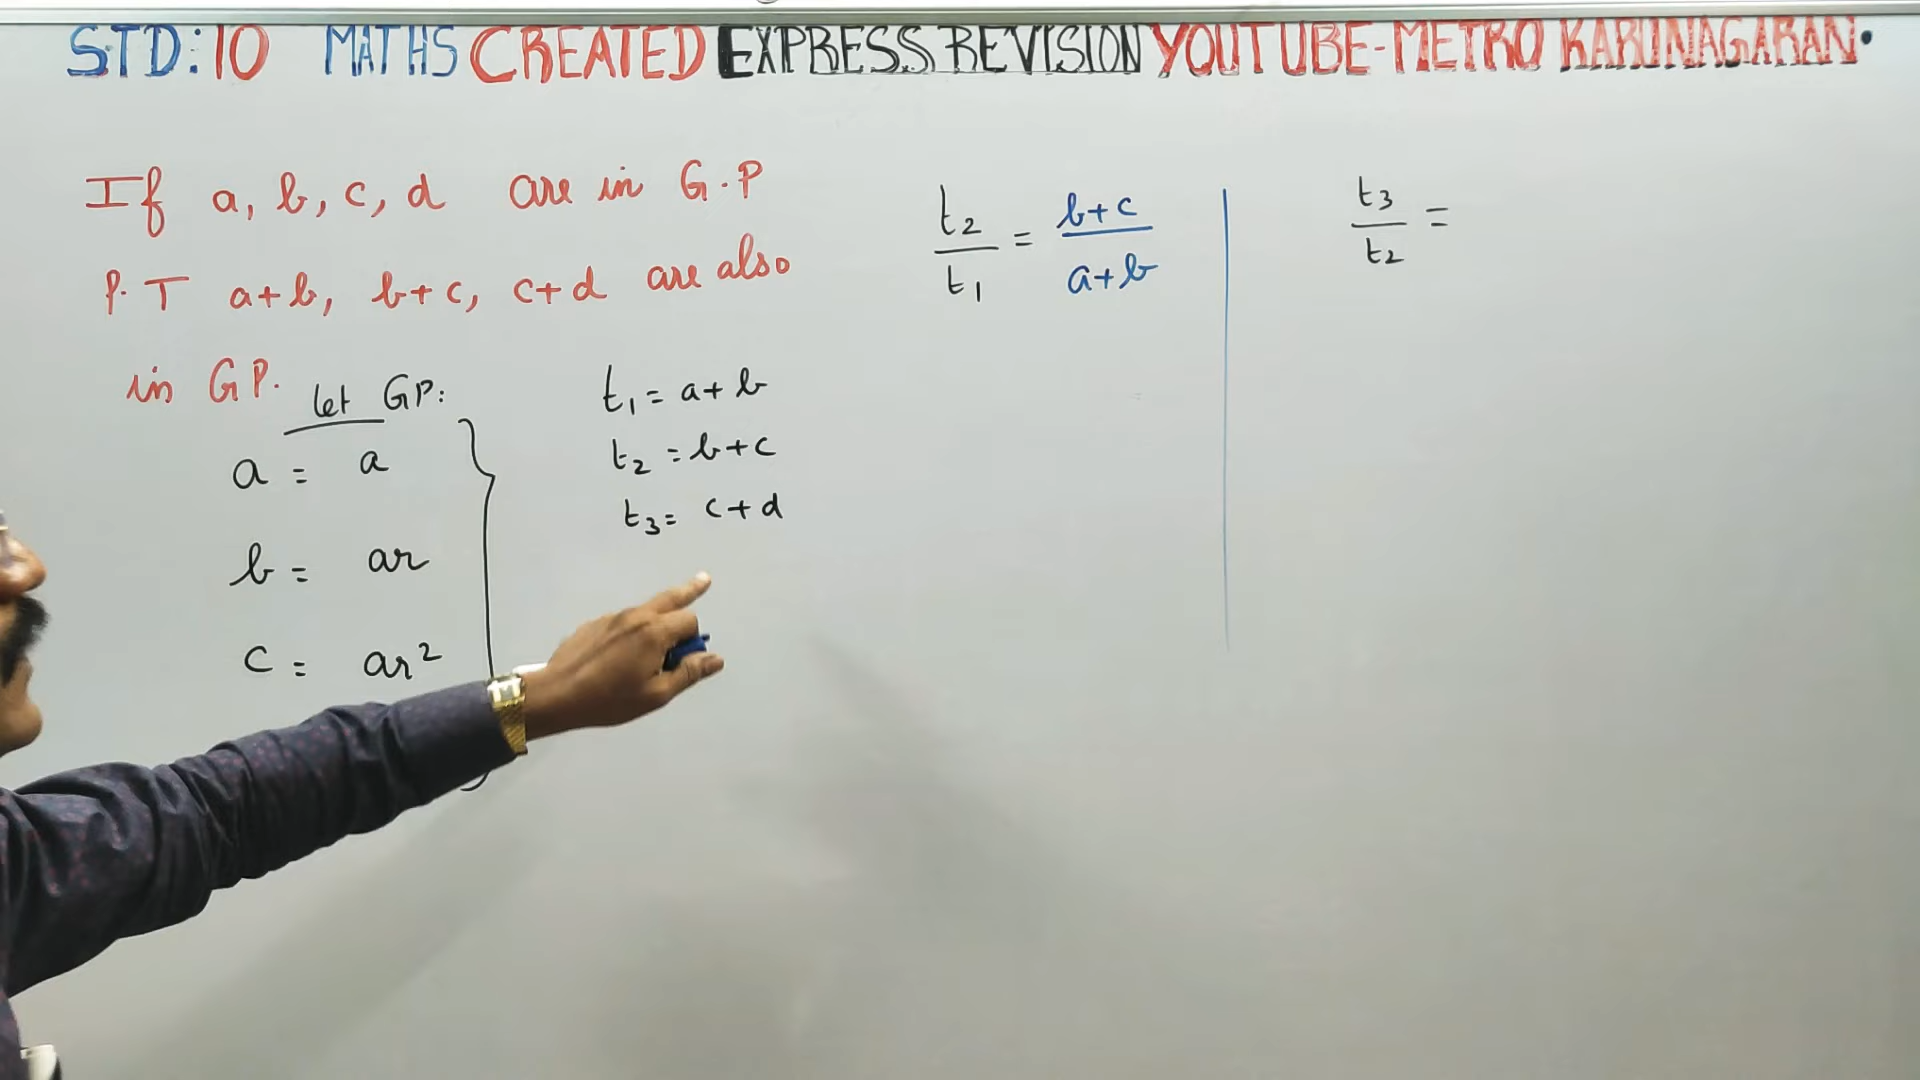 STD:10 MATHS CREATED EXPRESS REVISION YOUTUBE-METRO KARUNAGARAN.
If a, b, c, d are in G.P
P.T a+b, b+c, c+d are also
in GP.
let GP:
a = a
b = ar
c = ar²
t₁ = a+b
t₂ = b+c
t₃ = c+d
t₂/t₁ = b+c/a+b
t₃/t₂ =